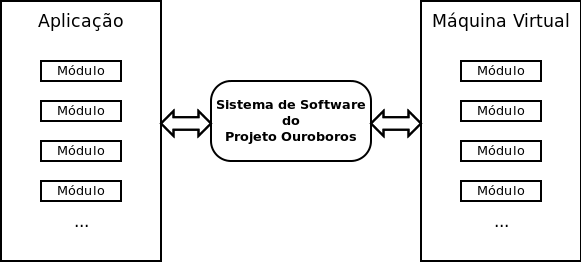 Aplicação
Módulo
Módulo
Módulo
Módulo
...
Sistema de Software
do
Projeto Ouroboros
Máquina Virtual
Módulo
Módulo
Módulo
Módulo
...